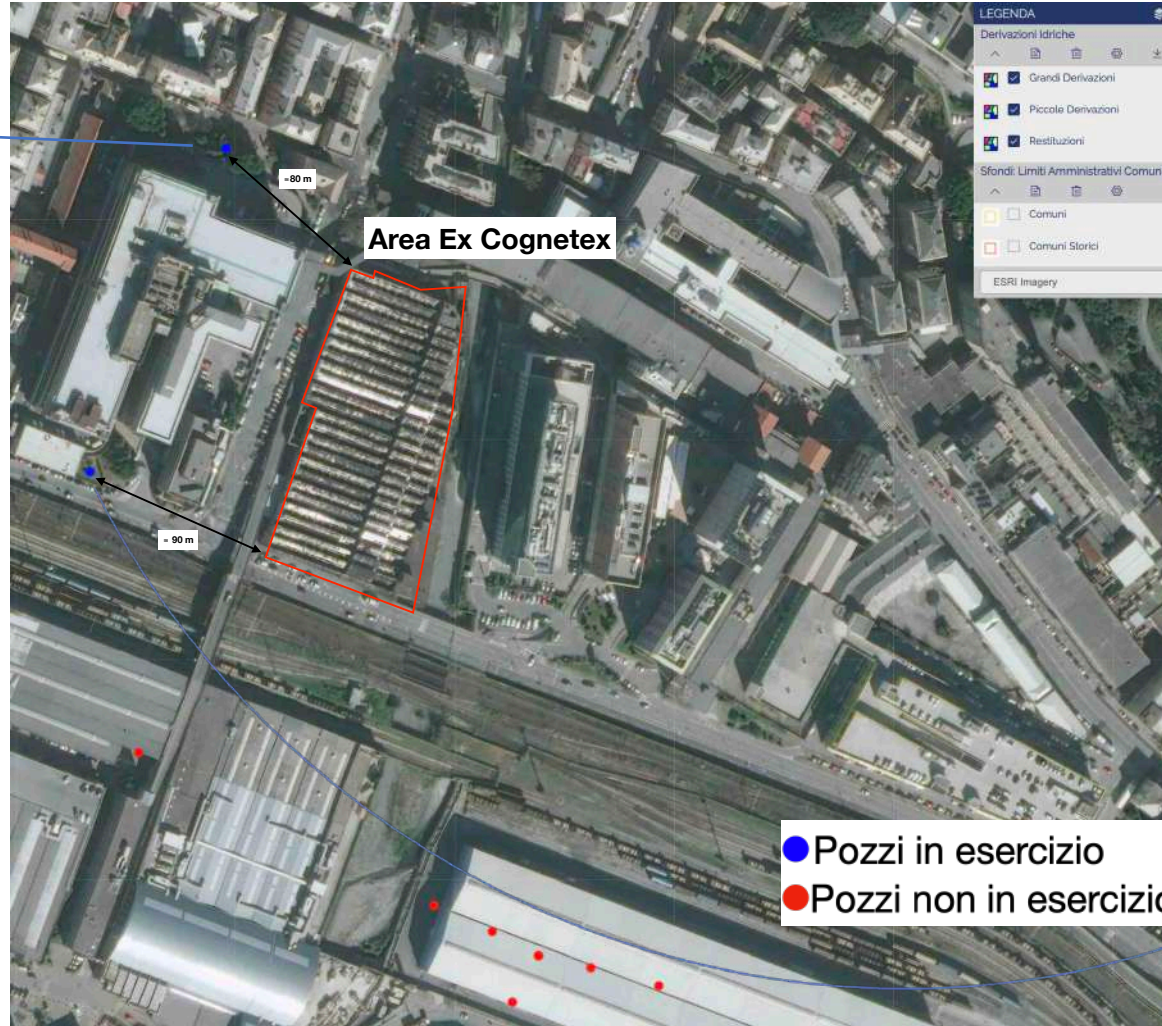 LEGENDA
Derivazioni Idriche
Grandi Derivazioni
Piccole Derivazioni
Restituzioni
Sfondi: Limiti Amministrativi Comun
Comuni
Comuni Storici
ESRI Imagery
~80 m
Area Ex Cognetex
~ 90 m
Pozzi in esercizio
Pozzi non in esercizio